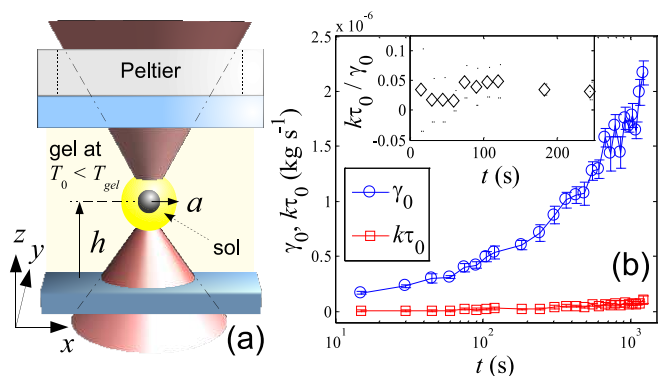 Peltier
gel at
T₀ < T_gel
a
h
sol
z
y
x
(a)
× 10⁻⁶
2.5
2
1.5
1
0.5
0
γ₀, kτ₀ (kg s⁻¹)
0.1
0.05
0
-0.05
kτ₀ / γ₀
0 100 200
t (s)
γ₀
kτ₀
(b)
10¹ 10² 10³
t (s)